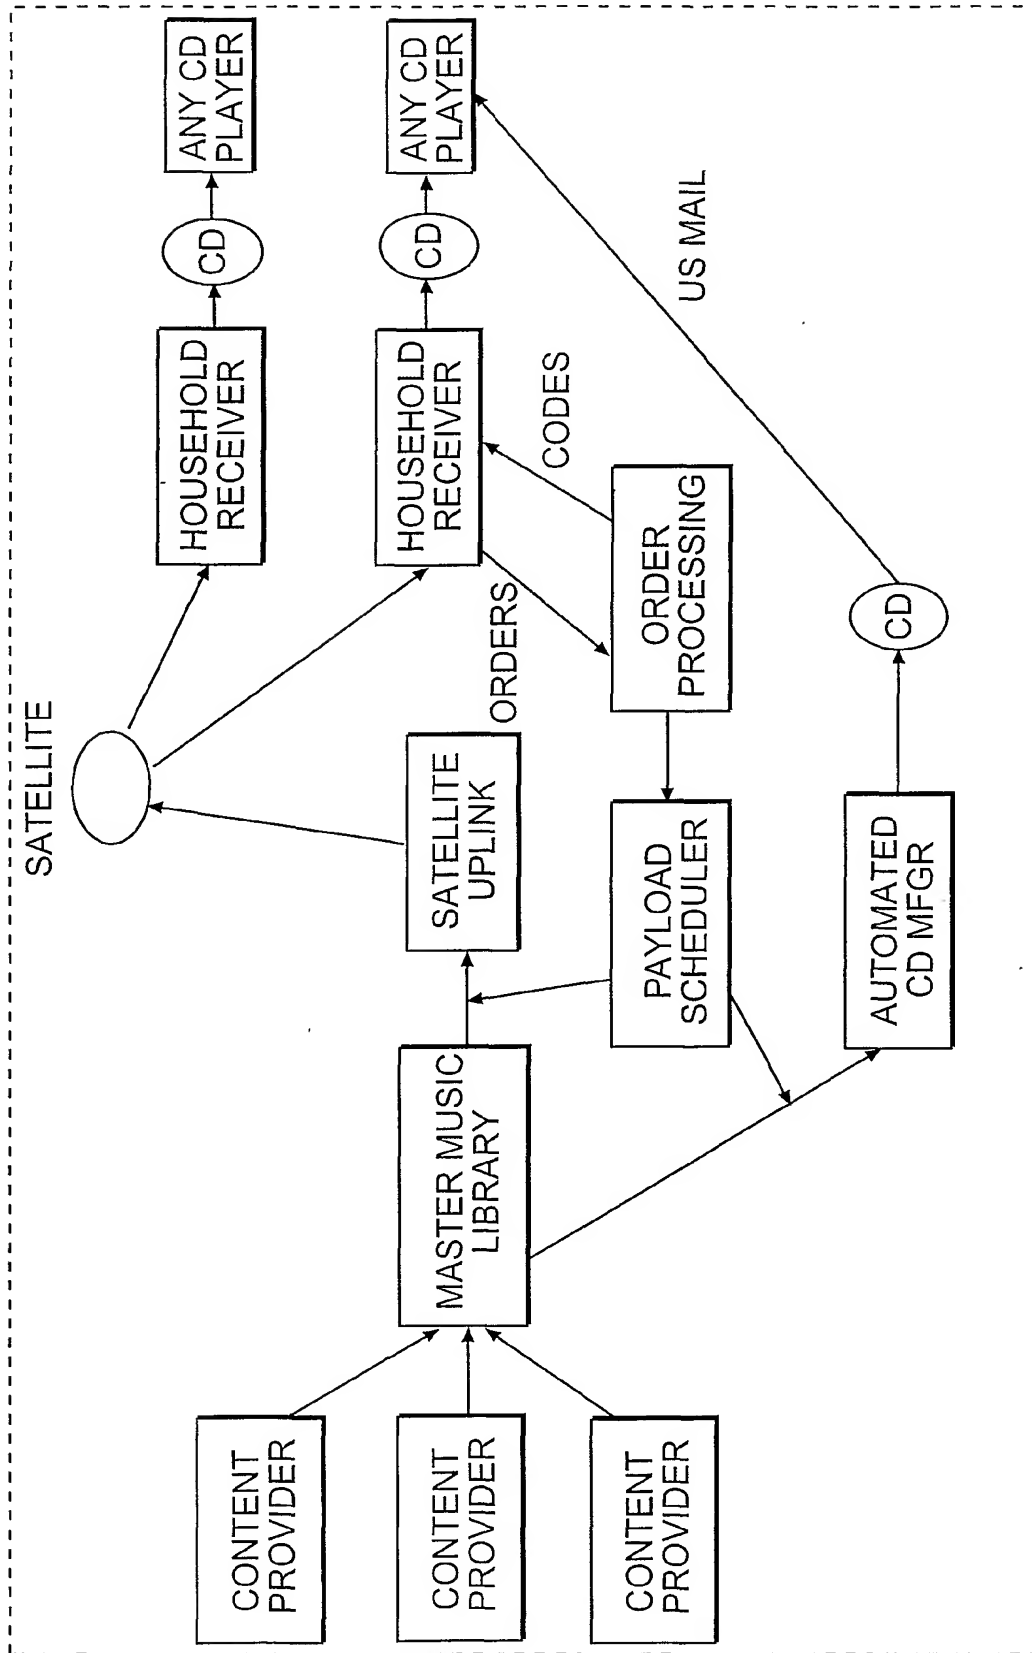 SATELLITE
CONTENT
PROVIDER
CONTENT
PROVIDER
CONTENT
PROVIDER
MASTER MUSIC
LIBRARY
SATELLITE
UPLINK
ORDERS
HOUSEHOLD
RECEIVER
CD
ANY CD
PLAYER
HOUSEHOLD
RECEIVER
CD
ANY CD
PLAYER
CODES
PAYLOAD
SCHEDULER
ORDER
PROCESSING
AUTOMATED
CD MFGR
CD
US MAIL